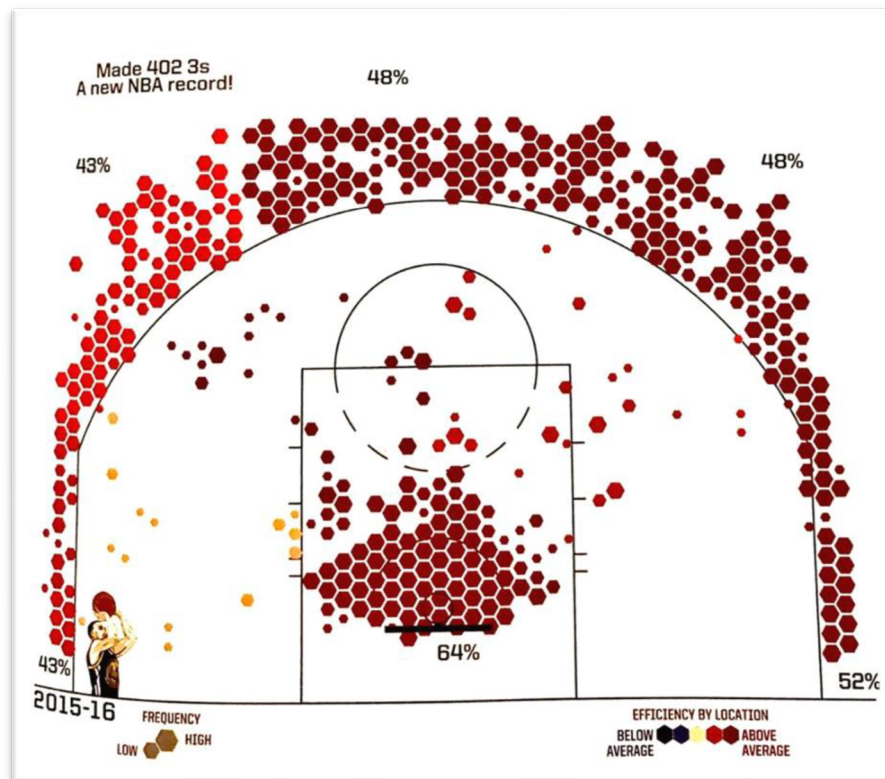 Made 402 3s
A new NBA record!
48%
43%
48%
64%
43%
52%
2015-16
FREQUENCY
LOW
HIGH
EFFICIENCY BY LOCATION
BELOW
AVERAGE
ABOVE
AVERAGE